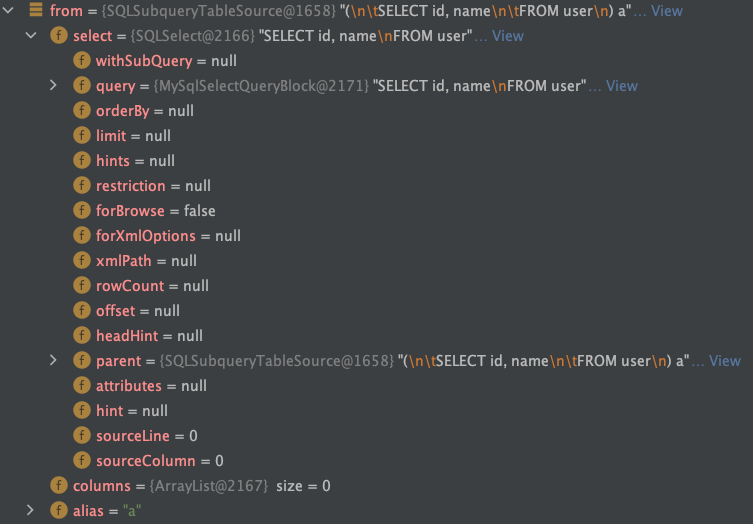 from = {SQLSubqueryTableSource@1658} "(\n\tSELECT id, name\n\tFROM user\n) a"... View
f select = {SQLSelect@2166} "SELECT id, name\nFROM user"... View
f withSubQuery = null
f query = {MySqlSelectQueryBlock@2171} "SELECT id, name\nFROM user"... View
f orderBy = null
f limit = null
f hints = null
f restriction = null
f forBrowse = false
f forXmlOptions = null
f xmlPath = null
f rowCount = null
f offset = null
f headHint = null
f parent = {SQLSubqueryTableSource@1658} "(\n\tSELECT id, name\n\tFROM user\n) a"... View
f attributes = null
f hint = null
f sourceLine = 0
f sourceColumn = 0
f columns = {ArrayList@2167} size = 0
f alias = "a"